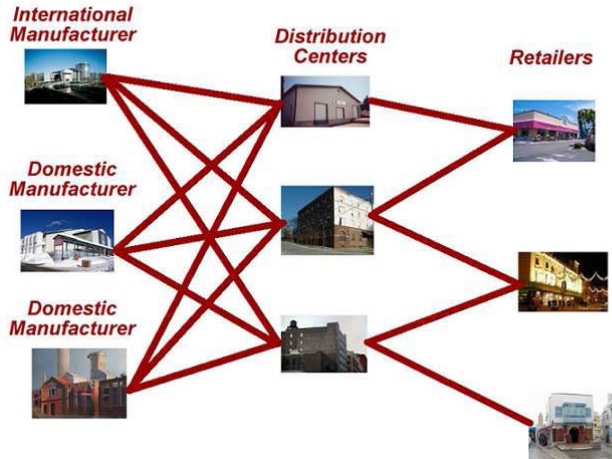 International
Manufacturer
Distribution
Centers
Retailers
Domestic
Manufacturer
Domestic
Manufacturer